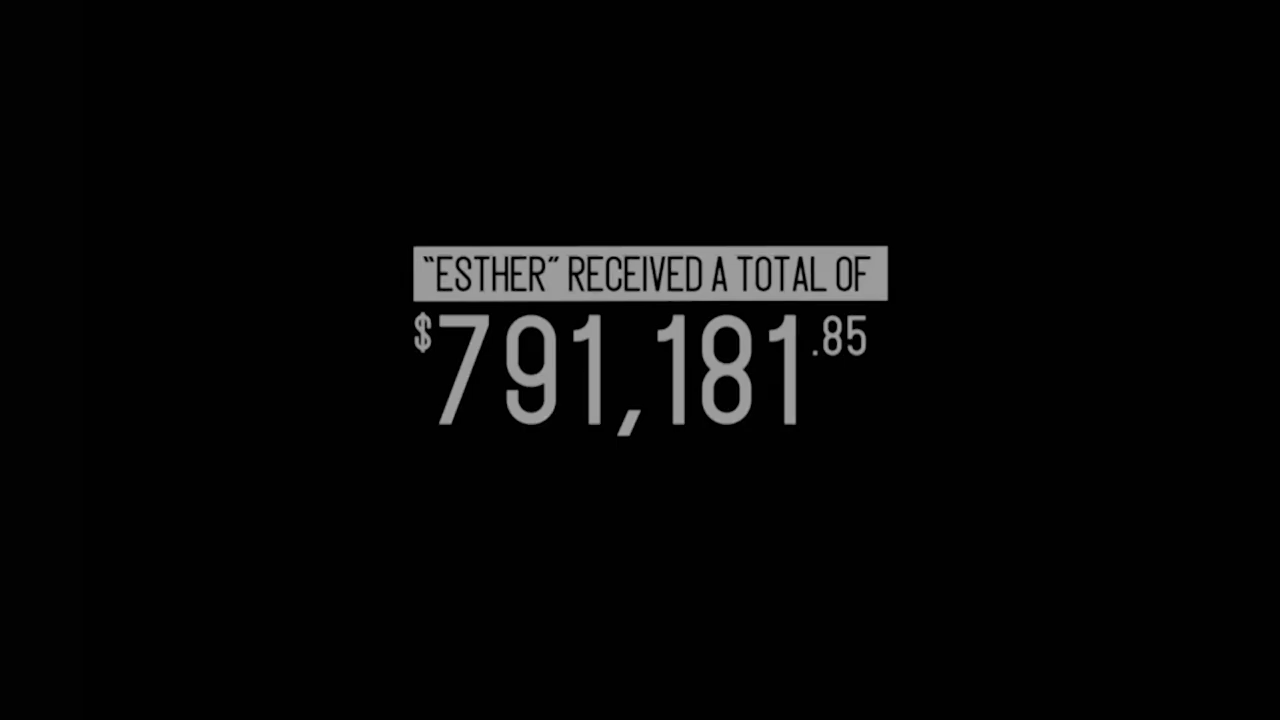 “ESTHER” RECEIVED A TOTAL OF
$791,181.85